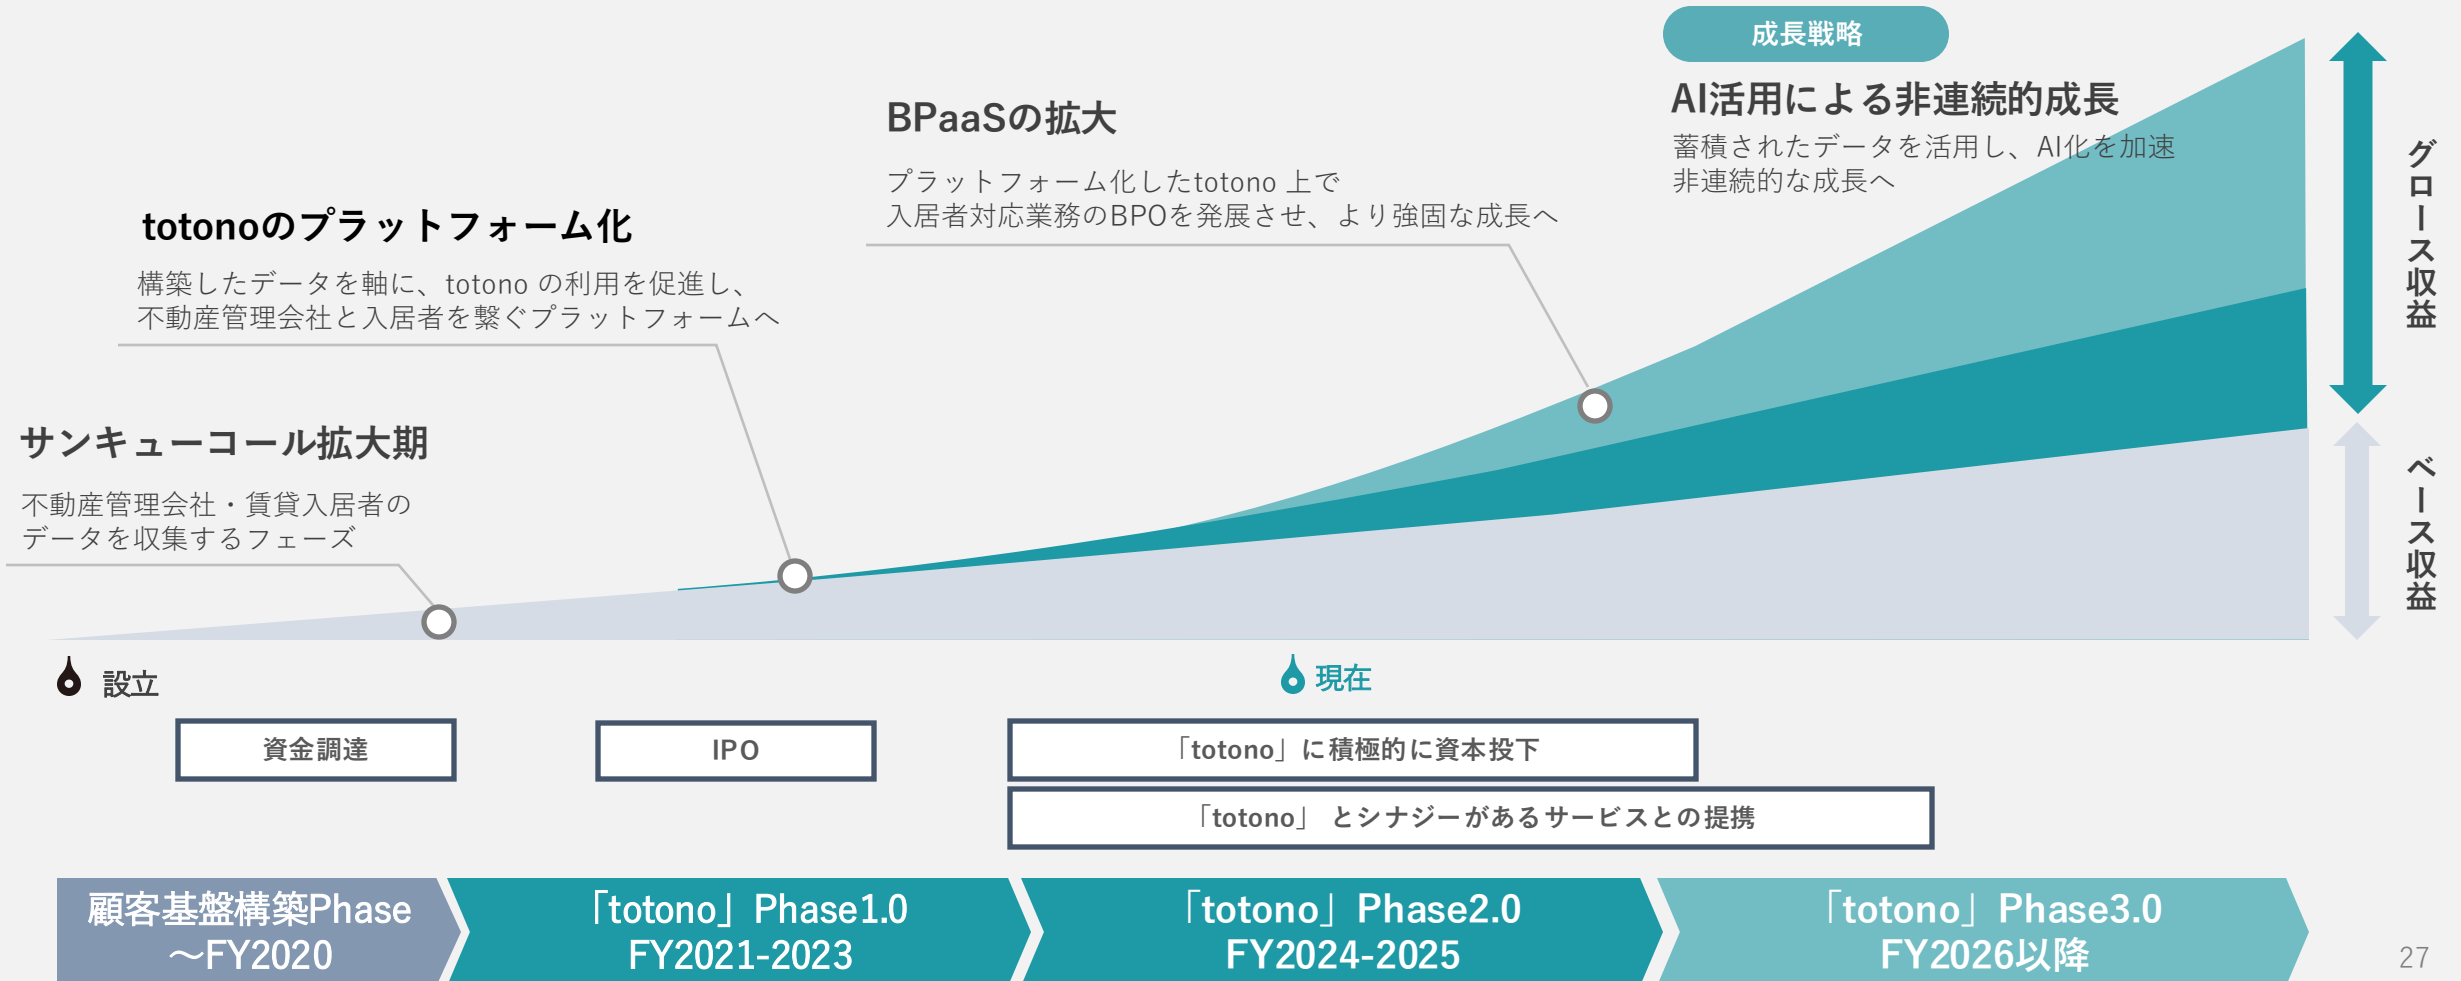 成長戦略
AI活用による非連続的成長
蓄積されたデータを活用し、AI化を加速
非連続的な成長へ
BPaaSの拡大
プラットフォーム化したtotono 上で
入居者対応業務のBPOを発展させ、より強固な成長へ
totonoのプラットフォーム化
構築したデータを軸に、totono の利用を促進し、
不動産管理会社と入居者を繋ぐプラットフォームへ
サンキューコール拡大期
不動産管理会社・賃貸入居者の
データを収集するフェーズ
グロース収益
ベース収益
設立
現在
資金調達
IPO
「totono」に積極的に資本投下
「totono」 とシナジーがあるサービスとの提携
顧客基盤構築Phase
～FY2020
「totono」Phase1.0
FY2021-2023
「totono」Phase2.0
FY2024-2025
「totono」Phase3.0
FY2026以降
27